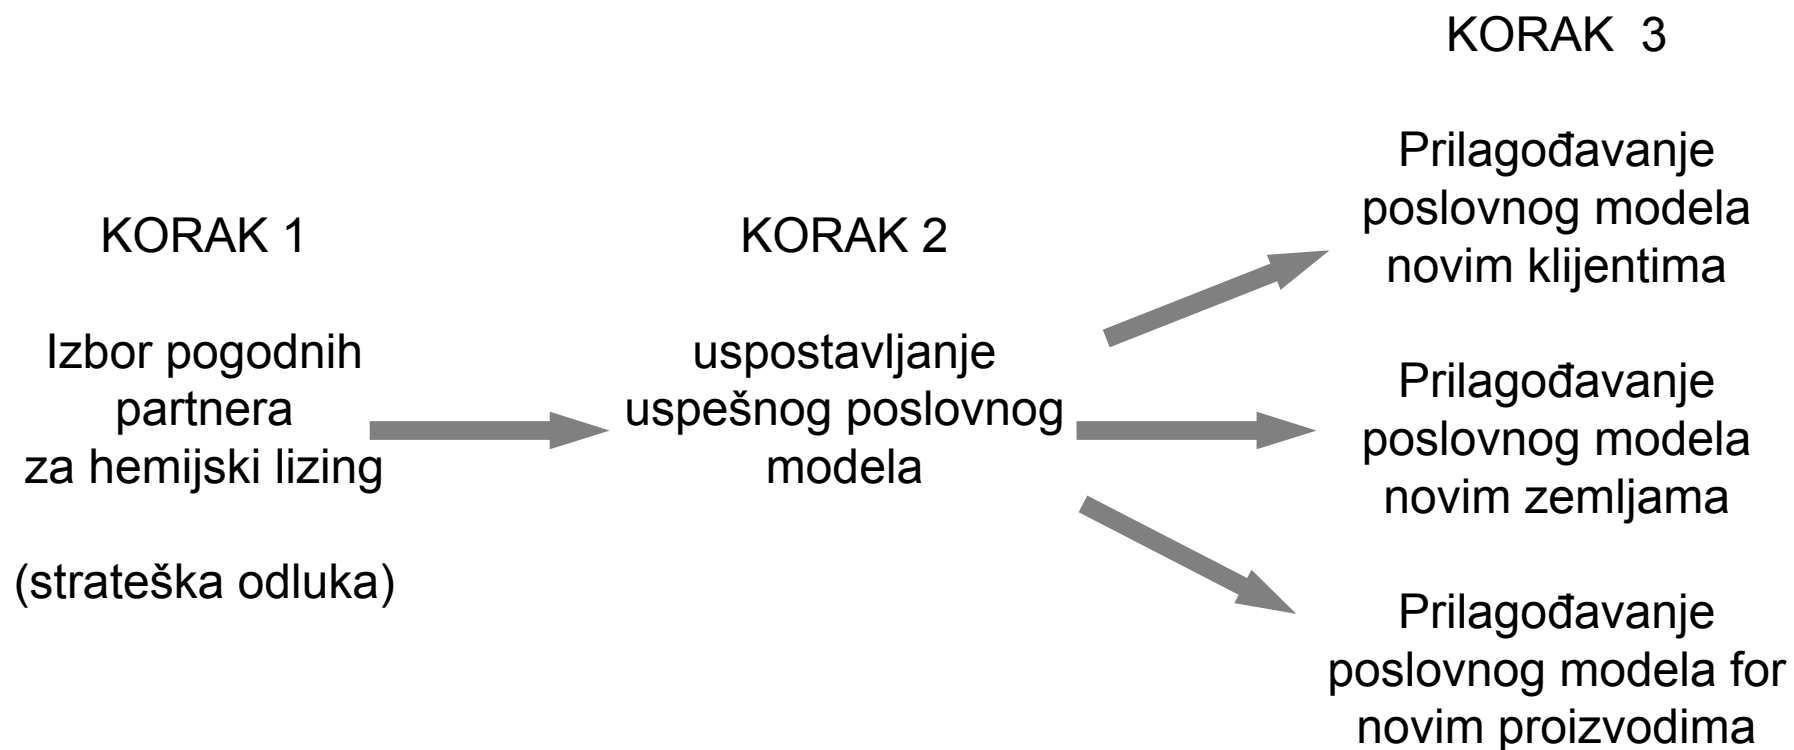 KORAK 1
Izbor pogodnih
partnera
za hemijski lizing
(strateška odluka)
KORAK 2
uspostavljanje
uspešnog poslovnog
modela
KORAK 3
Prilagođavanje
poslovnog modela
novim klijentima
Prilagođavanje
poslovnog modela
novim zemljama
Prilagođavanje
poslovnog modela for
novim proizvodima